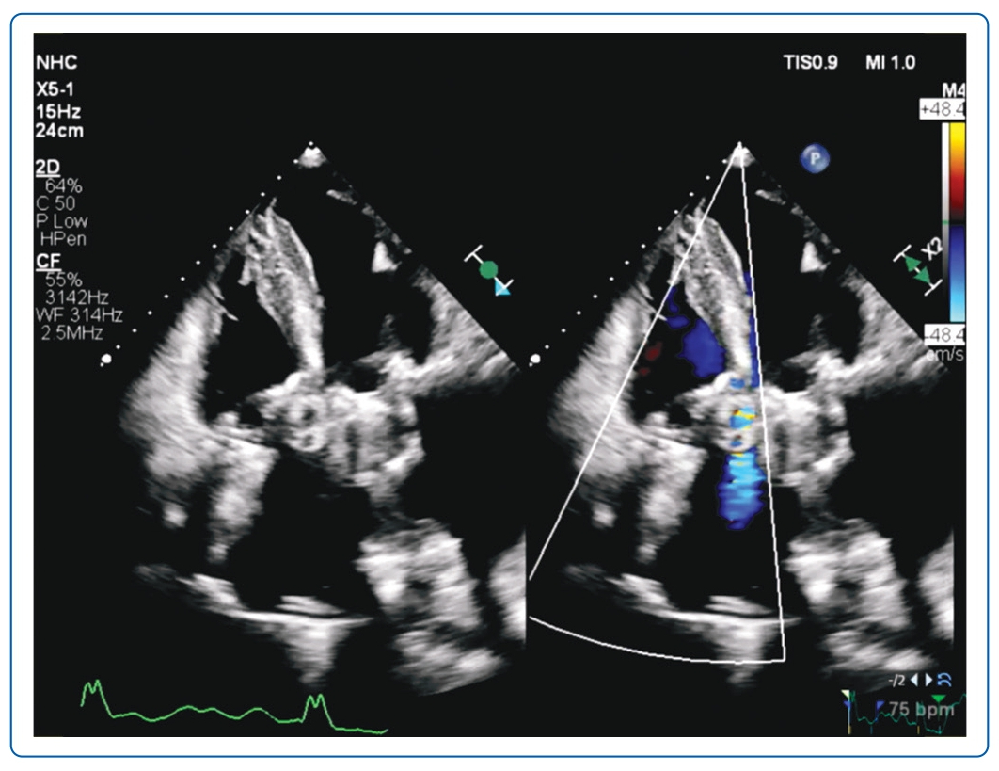 NHC
TIS0.9 MI 1.0
X5-1
15Hz
24cm
M4
+48.4
2D
64%
C 50
P Low
HPen
CF
55%
3142Hz
WF 314Hz
2.5MHz
P
X2
-48.4
cm/s
-/2
75 bpm